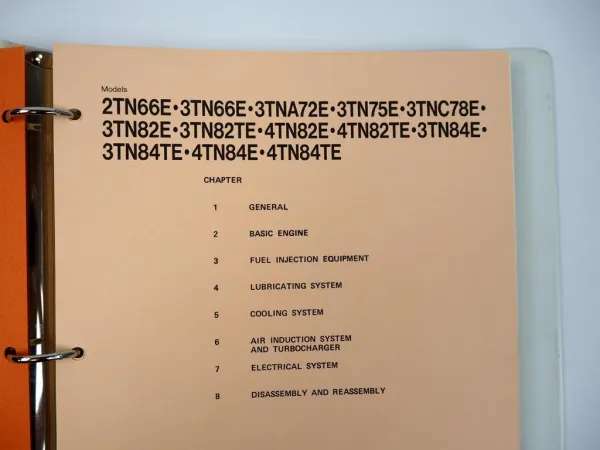 Models
2TN66E•3TN66E•3TNA72E•3TN75E•3TNC78E•
3TN82E•3TN82TE•4TN82E•4TN82TE•3TN84E•
3TN84TE•4TN84E•4TN84TE
CHAPTER
1 GENERAL
2 BASIC ENGINE
3 FUEL INJECTION EQUIPMENT
4 LUBRICATING SYSTEM
5 COOLING SYSTEM
6 AIR INDUCTION SYSTEM
AND TURBOCHARGER
7 ELECTRICAL SYSTEM
8 DISASSEMBLY AND REASSEMBLY